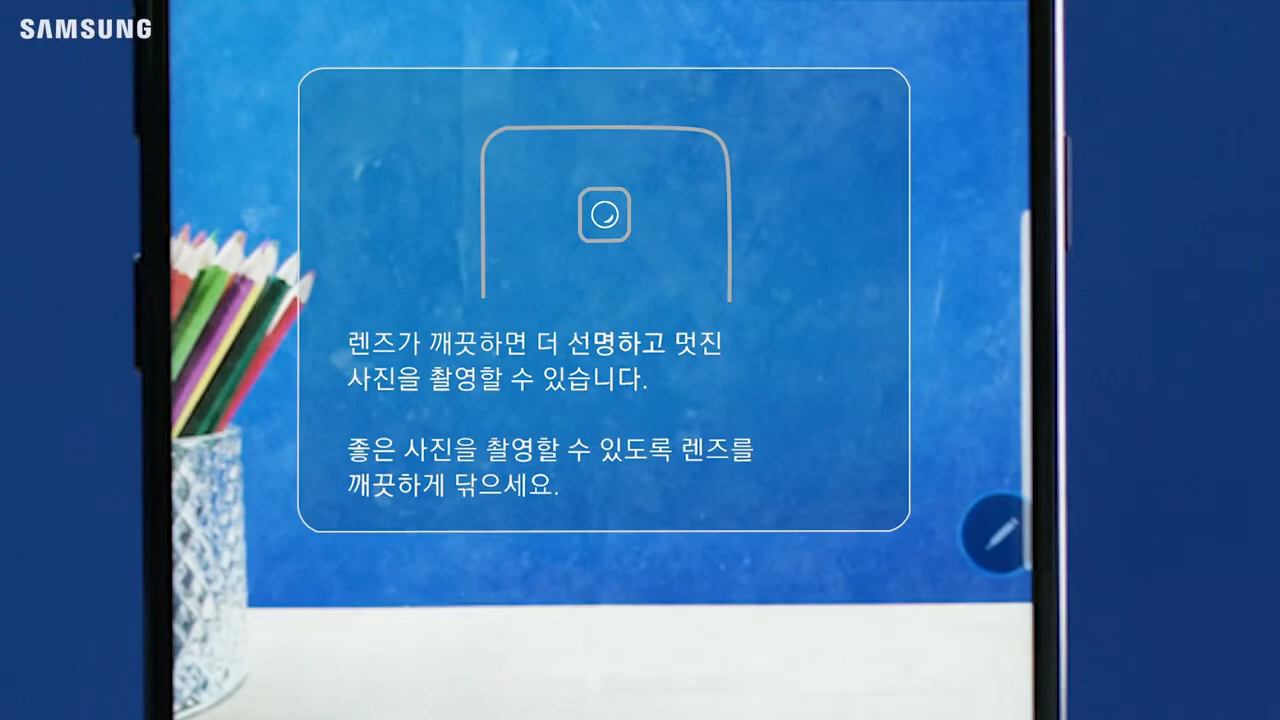 SAMSUNG
렌즈가 깨끗하면 더 선명하고 멋진
사진을 촬영할 수 있습니다.
좋은 사진을 촬영할 수 있도록 렌즈를
깨끗하게 닦으세요.